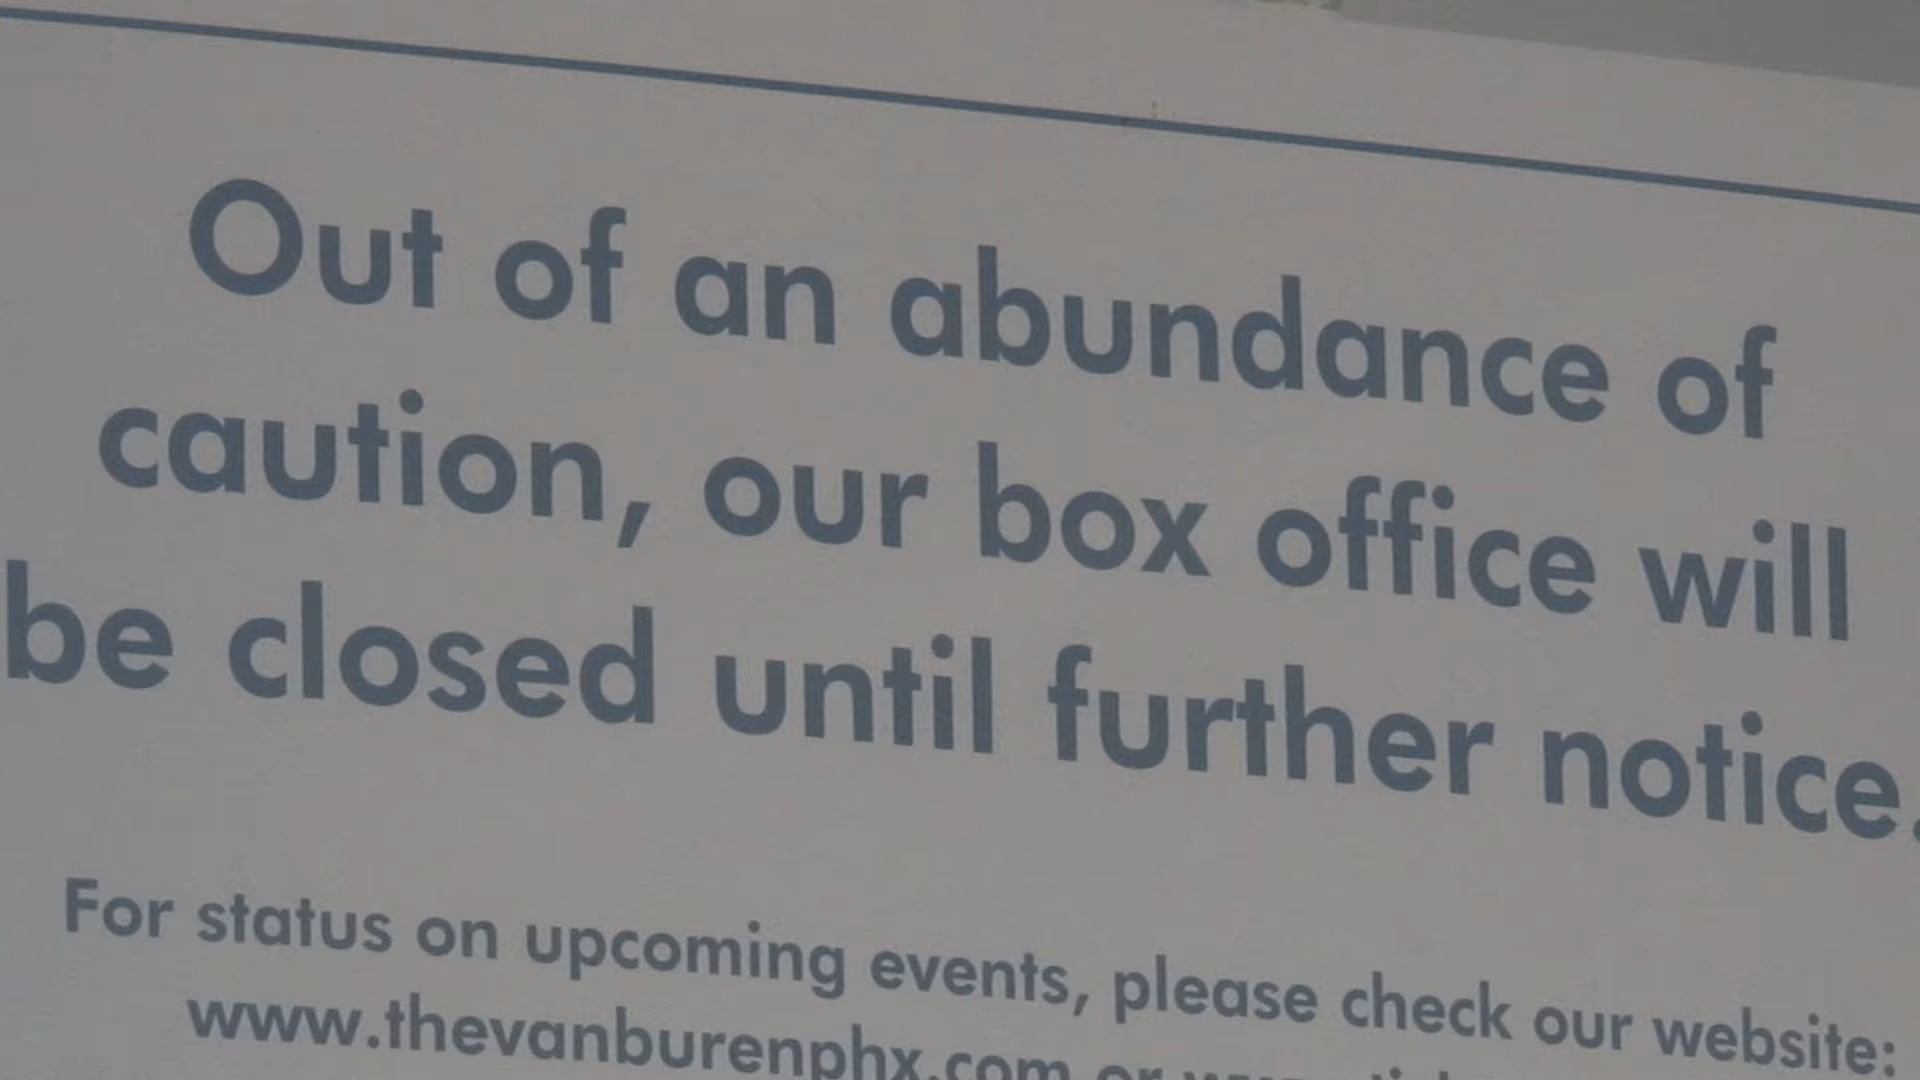 Out of an abundance of
caution, our box office will
be closed until further notice.
For status on upcoming events, please check our website:
www.thevanburenphx.com or